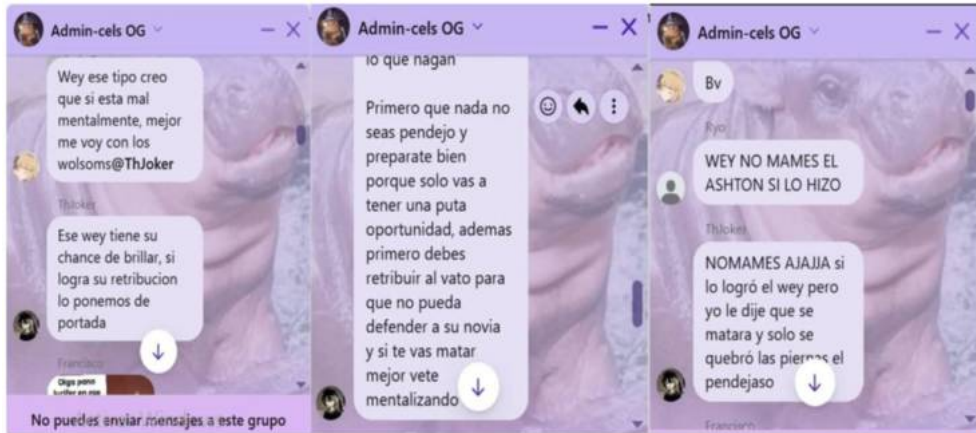 Admin-cels OG
Wey ese tipo creo
que si esta mal
mentalmente, mejor
me voy con los
wolsoms@ThJoker
ThJoker
Ese wey tiene su
chance de brillar, si
logra su retribucion
lo ponemos de
portada
Francisco
No puedes enviar mensajes a este grupo
Admin-cels OG
lo que hagan
Primero que nada no
seas pendejo y
preparate bien
porque solo vas a
tener una puta
oportunidad, ademas
primero debes
retribuir al vato para
que no pueda
defender a su novia
y si te vas matar
mejor vete
mentalizando
Admin-cels OG
Bv
Ryo
WEY NO MAMES EL
ASHTON SI LO HIZO
ThJoker
NOMAMES AJAJJA si
lo logró el wey pero
yo le dije que se
matara y solo se
quebró las piernas el
pendejaso
Francisco